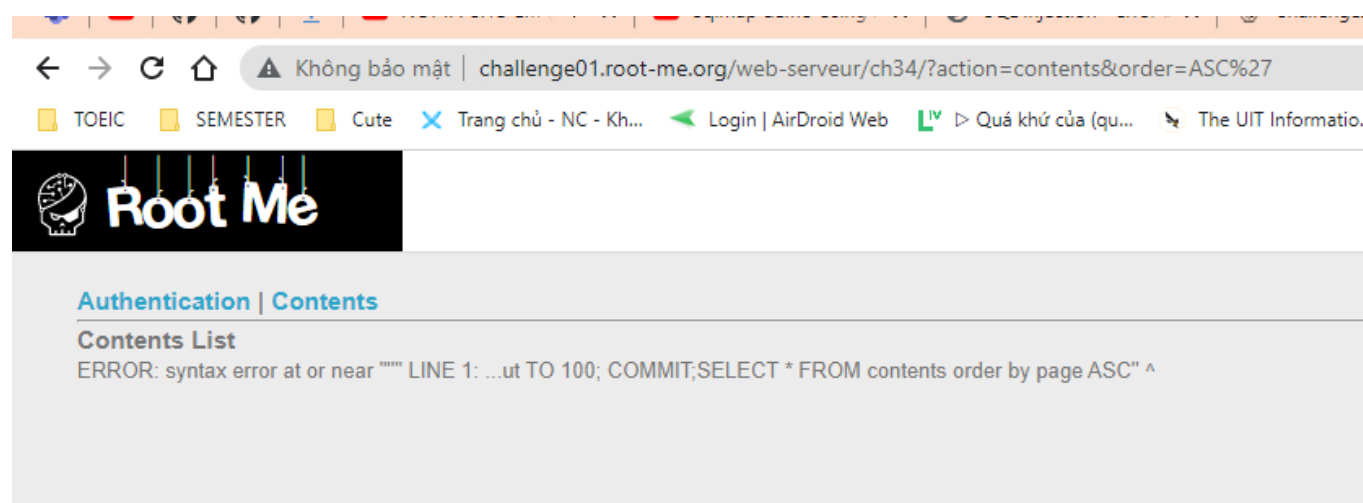 Không bảo mật | challenge01.root-me.org/web-serveur/ch34/?action=contents&order=ASC%27
TOEIC SEMESTER Cute Trang chủ - NC - Kh... Login | AirDroid Web ▷ Quá khứ của (qu... The UIT Informatio.
Root Me
Authentication | Contents
Contents List
ERROR: syntax error at or near """" LINE 1: ...ut TO 100; COMMIT;SELECT * FROM contents order by page ASC" ^